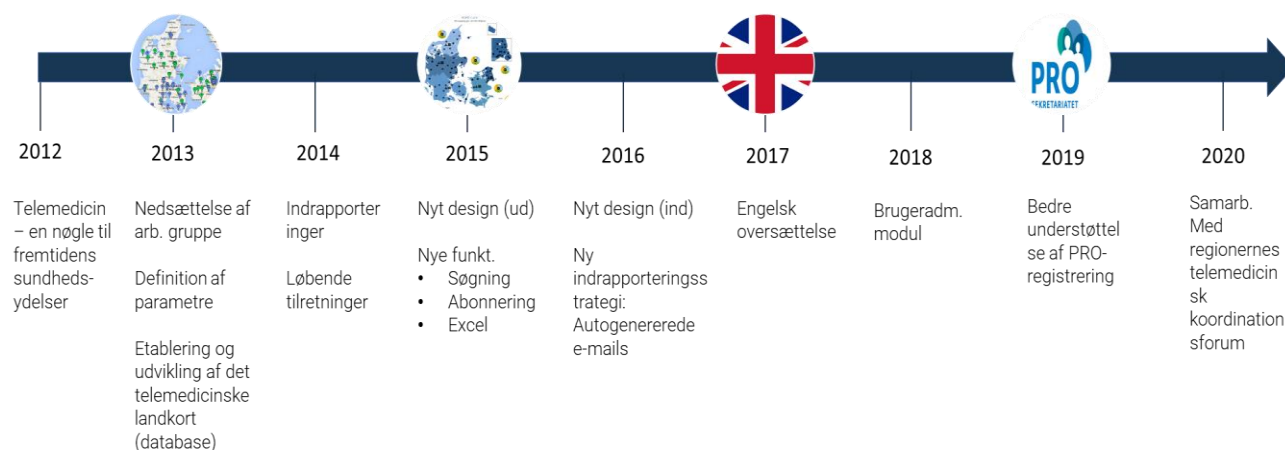 PRO
SEKRETARIATET
2012
2013
2014
2015
2016
2017
2018
2019
2020
Telemedicin
– en nøgle til
fremtidens
sundheds-
ydelser
Nedsættelse af
arb. gruppe
Definition af
parametre
Etablering og
udvikling af det
telemedicinske
landkort
(database)
Indrapporter
inger
Løbende
tilretninger
Nyt design (ud)
Nye funkt.
• Søgning
• Abonnering
• Excel
Nyt design (ind)
Ny
indrapporteringss
trategi:
Autogenererede
e-mails
Engelsk
oversættelse
Brugeradm.
modul
Bedre
understøttel
se af PRO-
registrering
Samarb.
Med
regionernes
telemedicin
sk
koordination
sforum